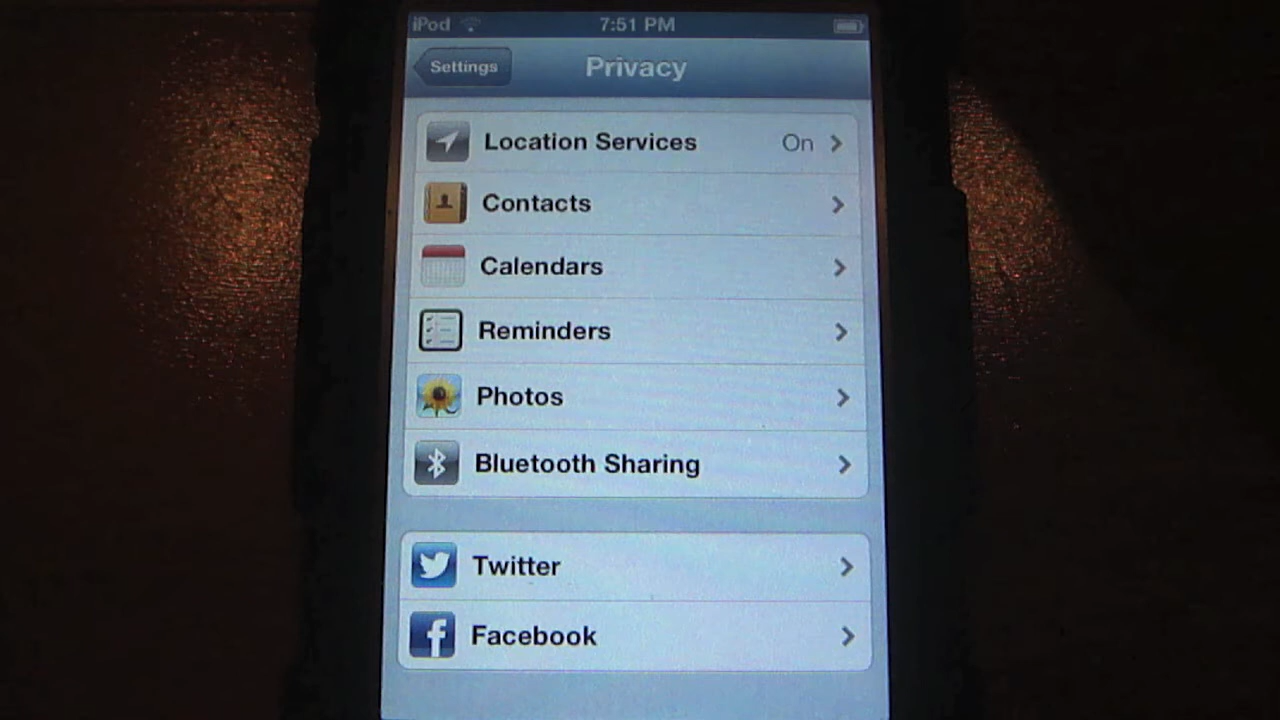 iPod 7:51 PM
Settings Privacy
Location Services On
Contacts
Calendars
Reminders
Photos
Bluetooth Sharing
Twitter
Facebook